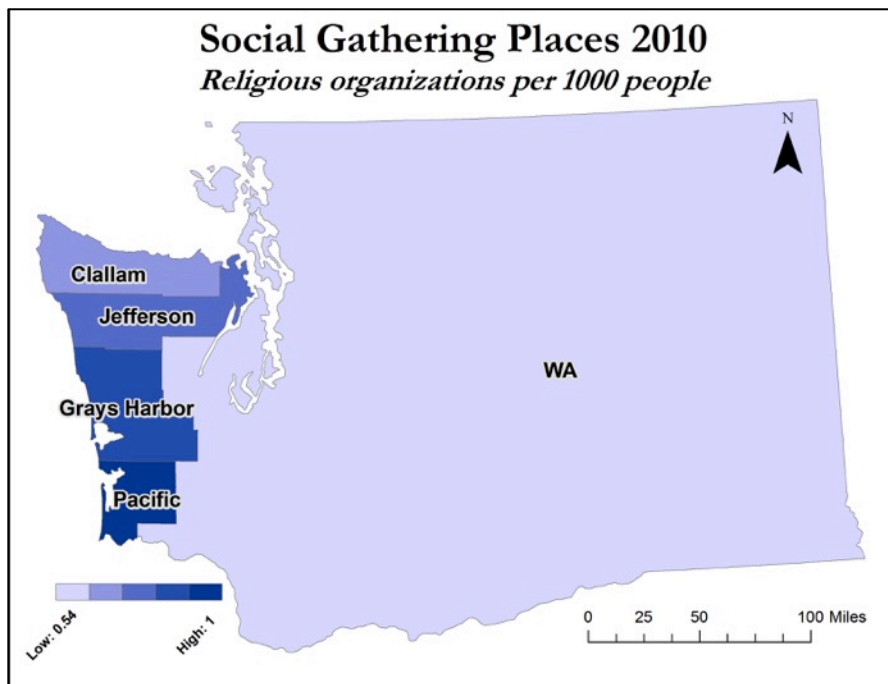 Social Gathering Places 2010
Religious organizations per 1000 people
N
Clallam
Jefferson
WA
Grays Harbor
Pacific
Low: 0.54
High: 1
0 25 50 100 Miles